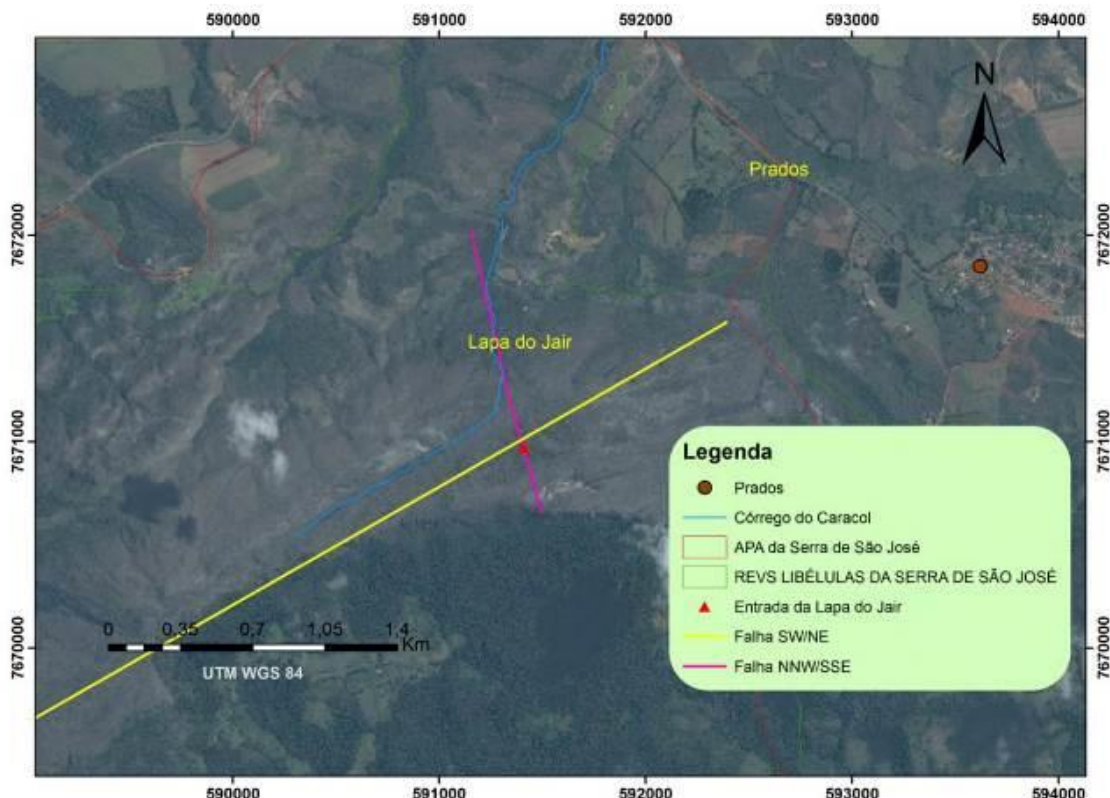 590000 591000 592000 593000 594000
N
Prados
7672000 7672000
Lapa do Jair
7671000 7671000
Legenda
Prados
Córrego do Caracol
APA da Serra de São José
REVS LIBÉLULAS DA SERRA DE SÃO JOSÉ
Entrada da Lapa do Jair
Falha SW/NE
Falha NNW/SSE
0 0,35 0,7 1,05 1,4 Km
7670000 7670000
UTM WGS 84
590000 591000 592000 593000 594000